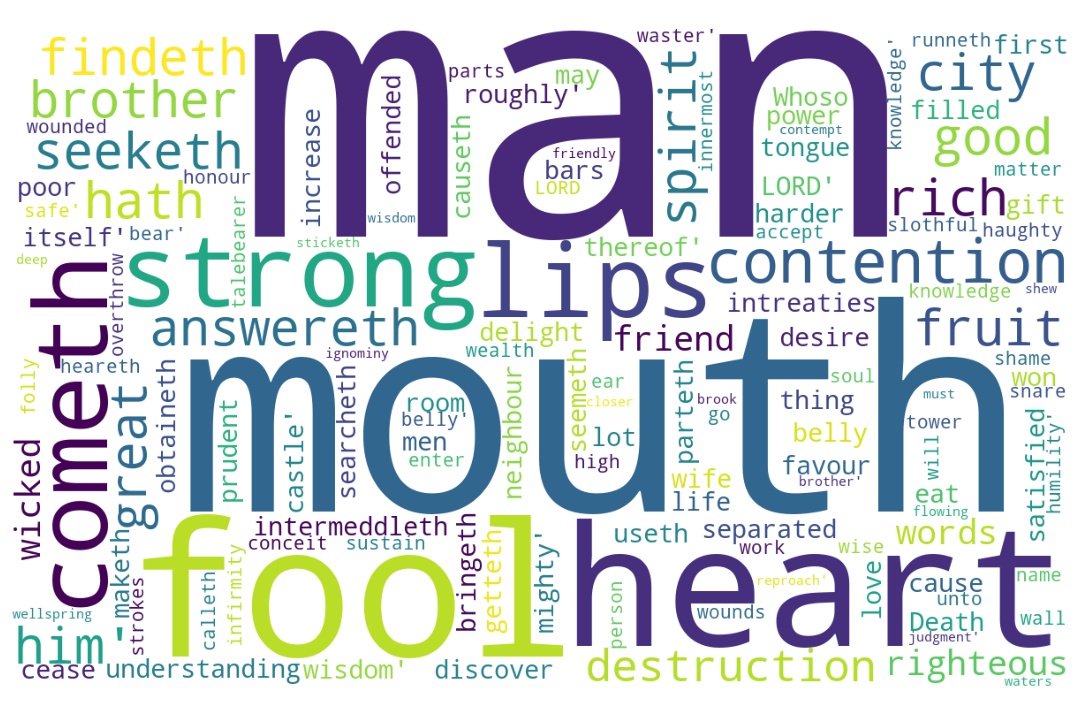 man
mouth
fool
heart
strong
lips
cometh
findeth
brother
wounded
seeketh
honour
poor
hath
safe'
itself'
bear'
deep
overthrow
talebearer
sticketh
increase
offended
wisdom
parts
roughly'
causeth
may
friendly
bars
LORD
waster'
spirit
innermost
Whoso
power
contempt
tongue
LORD'
harder
accept
thereof'
knowledge'
runneth
first
city
filled
good
matter
rich
gift
slothful
haughty
contention
knowledge
shew
intreaties
fruit
answereth
delight
friend
desire
ignominy
wealth
shame
won
snare
folly
heareth
great
obtaineth
prudent
castle'
searcheth
room
belly'
men
enter
neighbour
seemeth
ear
closer
lot
high
parteth
brook
go
soul
thing
belly
favour
brother'
wife
life
must
tower
will
eat
flowing
satisfied
humility'
wicked
maketh
strokes
intermeddleth
conceit
sustain
bringeth
getteth
mighty'
calleth
infirmity
useth
separated
words
work
wise
reproach'
person
wounds
love
cause
unto
Death
judgment'
name
wall
wellspring
him'
cease
understanding
wisdom'
discover
destruction
righteous
waters